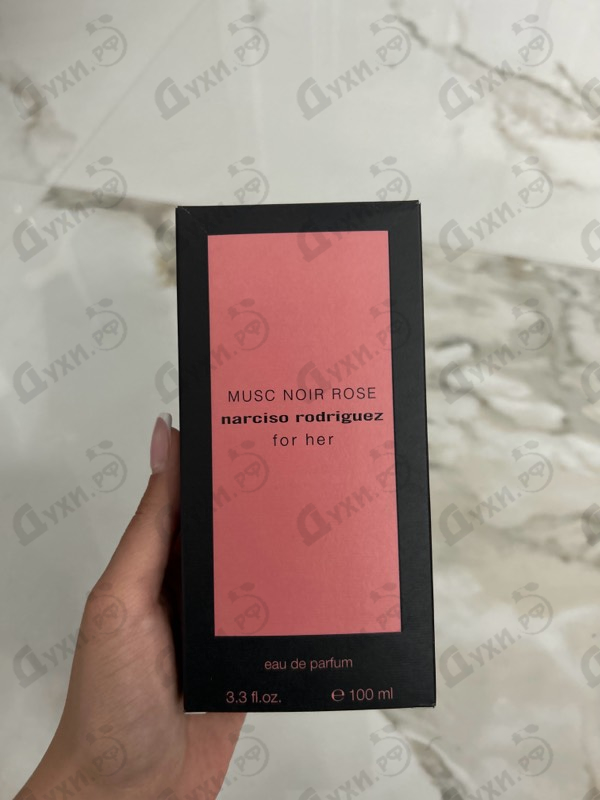 MUSC NOIR ROSE
narciso rodriguez
for her
eau de parfum
3.3 fl.oz. ℮ 100 ml
Духи.РФ